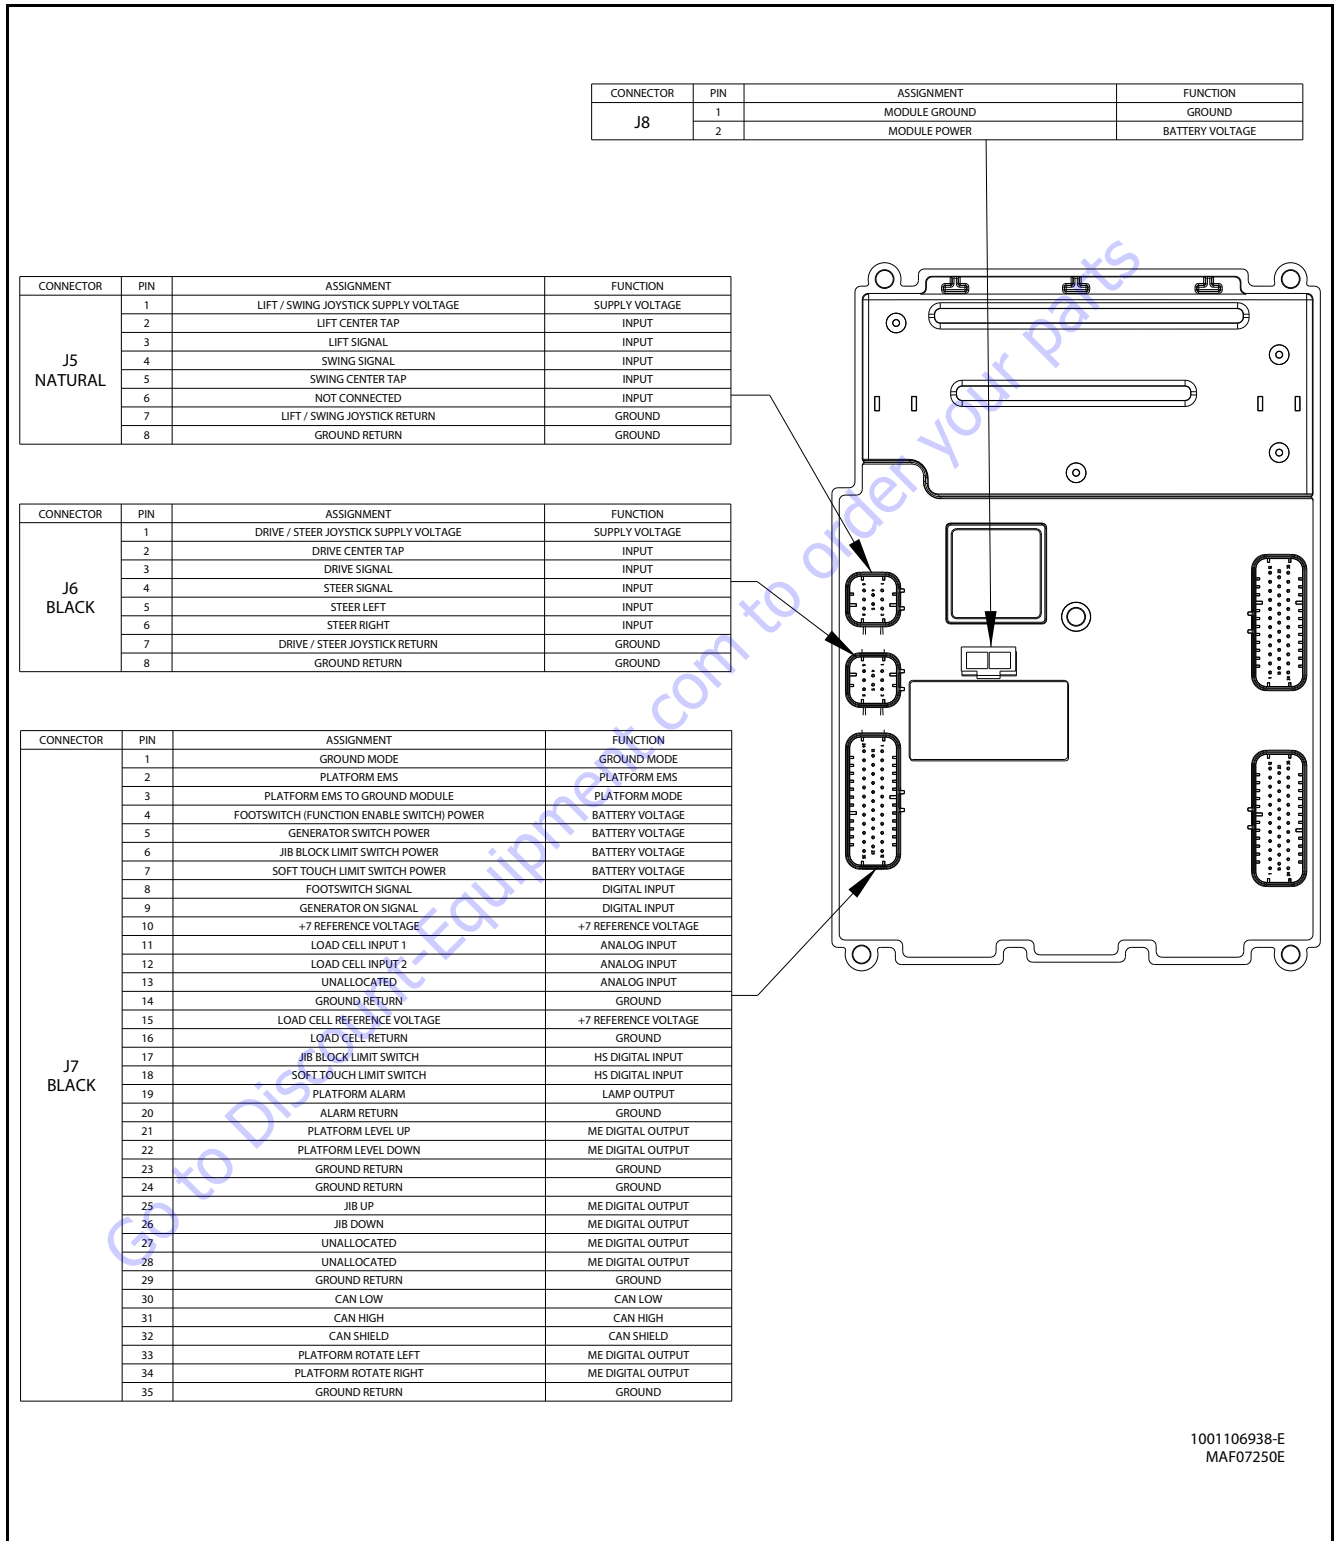 CONNECTOR PIN ASSIGNMENT FUNCTION
J8
1 MODULE GROUND GROUND
2 MODULE POWER BATTERY VOLTAGE
CONNECTOR PIN ASSIGNMENT FUNCTION
J5
NATURAL
1 LIFT / SWING JOYSTICK SUPPLY VOLTAGE SUPPLY VOLTAGE
2 LIFT CENTER TAP INPUT
3 LIFT SIGNAL INPUT
4 SWING SIGNAL INPUT
5 SWING CENTER TAP INPUT
6 NOT CONNECTED INPUT
7 LIFT / SWING JOYSTICK RETURN GROUND
8 GROUND RETURN GROUND
CONNECTOR PIN ASSIGNMENT FUNCTION
J6
BLACK
1 DRIVE / STEER JOYSTICK SUPPLY VOLTAGE SUPPLY VOLTAGE
2 DRIVE CENTER TAP INPUT
3 DRIVE SIGNAL INPUT
4 STEER SIGNAL INPUT
5 STEER LEFT INPUT
6 STEER RIGHT INPUT
7 DRIVE / STEER JOYSTICK RETURN GROUND
8 GROUND RETURN GROUND
CONNECTOR PIN ASSIGNMENT FUNCTION
J7
BLACK
1 GROUND MODE GROUND MODE
2 PLATFORM EMS PLATFORM EMS
3 PLATFORM EMS TO GROUND MODULE PLATFORM MODE
4 FOOTSWITCH (FUNCTION ENABLE SWITCH) POWER BATTERY VOLTAGE
5 GENERATOR SWITCH POWER BATTERY VOLTAGE
6 JIB BLOCK LIMIT SWITCH POWER BATTERY VOLTAGE
7 SOFT TOUCH LIMIT SWITCH POWER BATTERY VOLTAGE
8 FOOTSWITCH SIGNAL DIGITAL INPUT
9 GENERATOR ON SIGNAL DIGITAL INPUT
10 +7 REFERENCE VOLTAGE +7 REFERENCE VOLTAGE
11 LOAD CELL INPUT 1 ANALOG INPUT
12 LOAD CELL INPUT 2 ANALOG INPUT
13 UNALLOCATED ANALOG INPUT
14 GROUND RETURN GROUND
15 LOAD CELL REFERENCE VOLTAGE +7 REFERENCE VOLTAGE
16 LOAD CELL RETURN GROUND
17 JIB BLOCK LIMIT SWITCH HS DIGITAL INPUT
18 SOFT TOUCH LIMIT SWITCH HS DIGITAL INPUT
19 PLATFORM ALARM LAMP OUTPUT
20 ALARM RETURN GROUND
21 PLATFORM LEVEL UP ME DIGITAL OUTPUT
22 PLATFORM LEVEL DOWN ME DIGITAL OUTPUT
23 GROUND RETURN GROUND
24 GROUND RETURN GROUND
25 JIB UP ME DIGITAL OUTPUT
26 JIB DOWN ME DIGITAL OUTPUT
27 UNALLOCATED ME DIGITAL OUTPUT
28 UNALLOCATED ME DIGITAL OUTPUT
29 GROUND RETURN GROUND
30 CAN LOW CAN LOW
31 CAN HIGH CAN HIGH
32 CAN SHIELD CAN SHIELD
33 PLATFORM ROTATE LEFT ME DIGITAL OUTPUT
34 PLATFORM ROTATE RIGHT ME DIGITAL OUTPUT
35 GROUND RETURN GROUND
Go to Discount-Equipment.com to order your parts
1001106938-E
MAF07250E